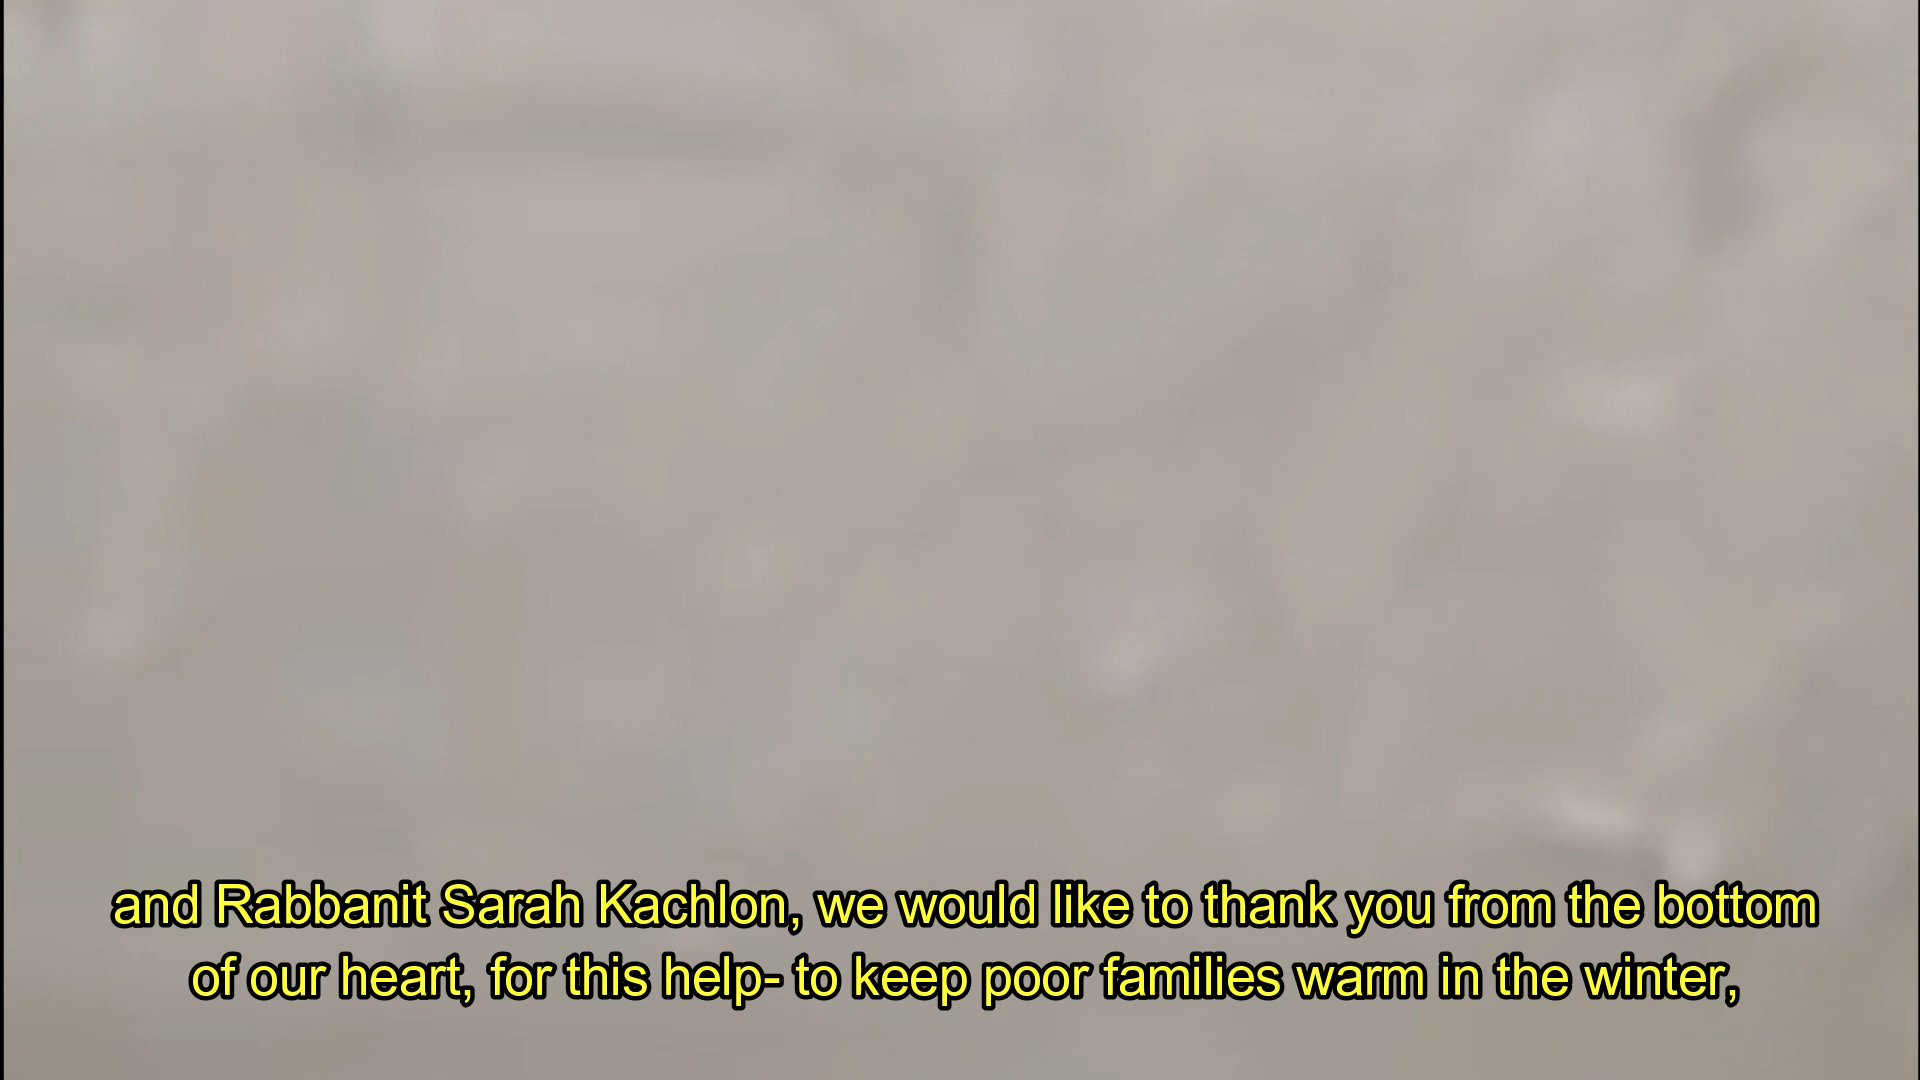 and Rabbanit Sarah Kachlon, we would like to thank you from the bottom
of our heart, for this help- to keep poor families warm in the winter,